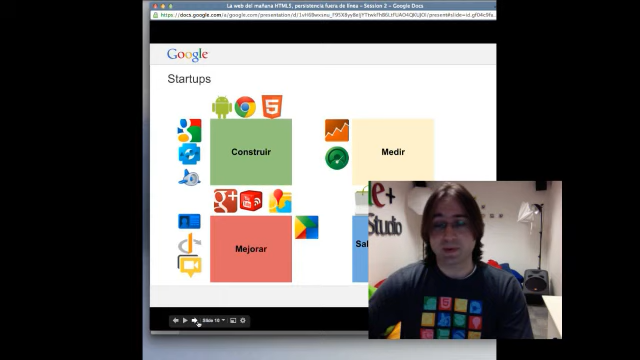 La web del mañana HTML5, persistencia fuera de línea – Session 2 – Google Docs
Google
Startups
Construir
Medir
Mejorar
Sal
e+
Studio
Slide 10